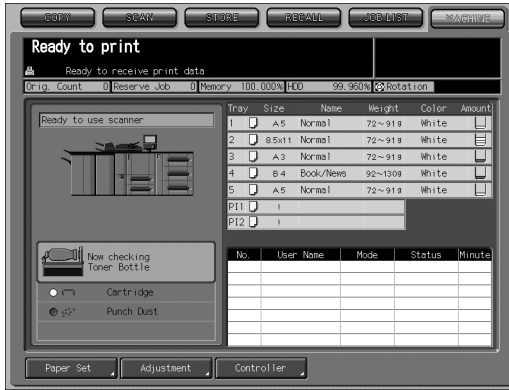 COPY SCAN STORE RECALL JOB LIST MACHINE
Ready to print
Ready to receive print data
Orig. Count 0 Reserve Job 0 Memory 100.000% HDD 99.960% Rotation
Ready to use scanner
Tray Size Name Weight Color Amount
1 A5 Normal 72~91g White
2 8.5x11 Normal 72~91g White
3 A3 Normal 72~91g White
4 B4 Book/News 92~130g White
5 A5 Normal 72~91g White
PI1
PI2
Now checking
Toner Bottle
Cartridge
Punch Dust
No. User Name Mode Status Minute
Paper Set Adjustment Controller